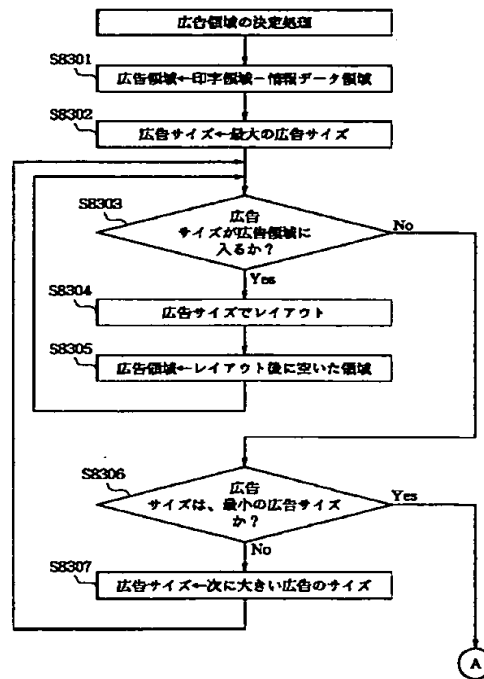 広告領域の決定処理
S8301
広告領域←印字領域－情報データ領域
S8302
広告サイズ←最大の広告サイズ
S8303
広告
サイズが広告領域に
入るか？
No
Yes
S8304
広告サイズでレイアウト
S8305
広告領域←レイアウト後に空いた領域
S8306
広告
サイズは、最小の広告サイズ
か？
Yes
No
S8307
広告サイズ←次に大きい広告のサイズ
A